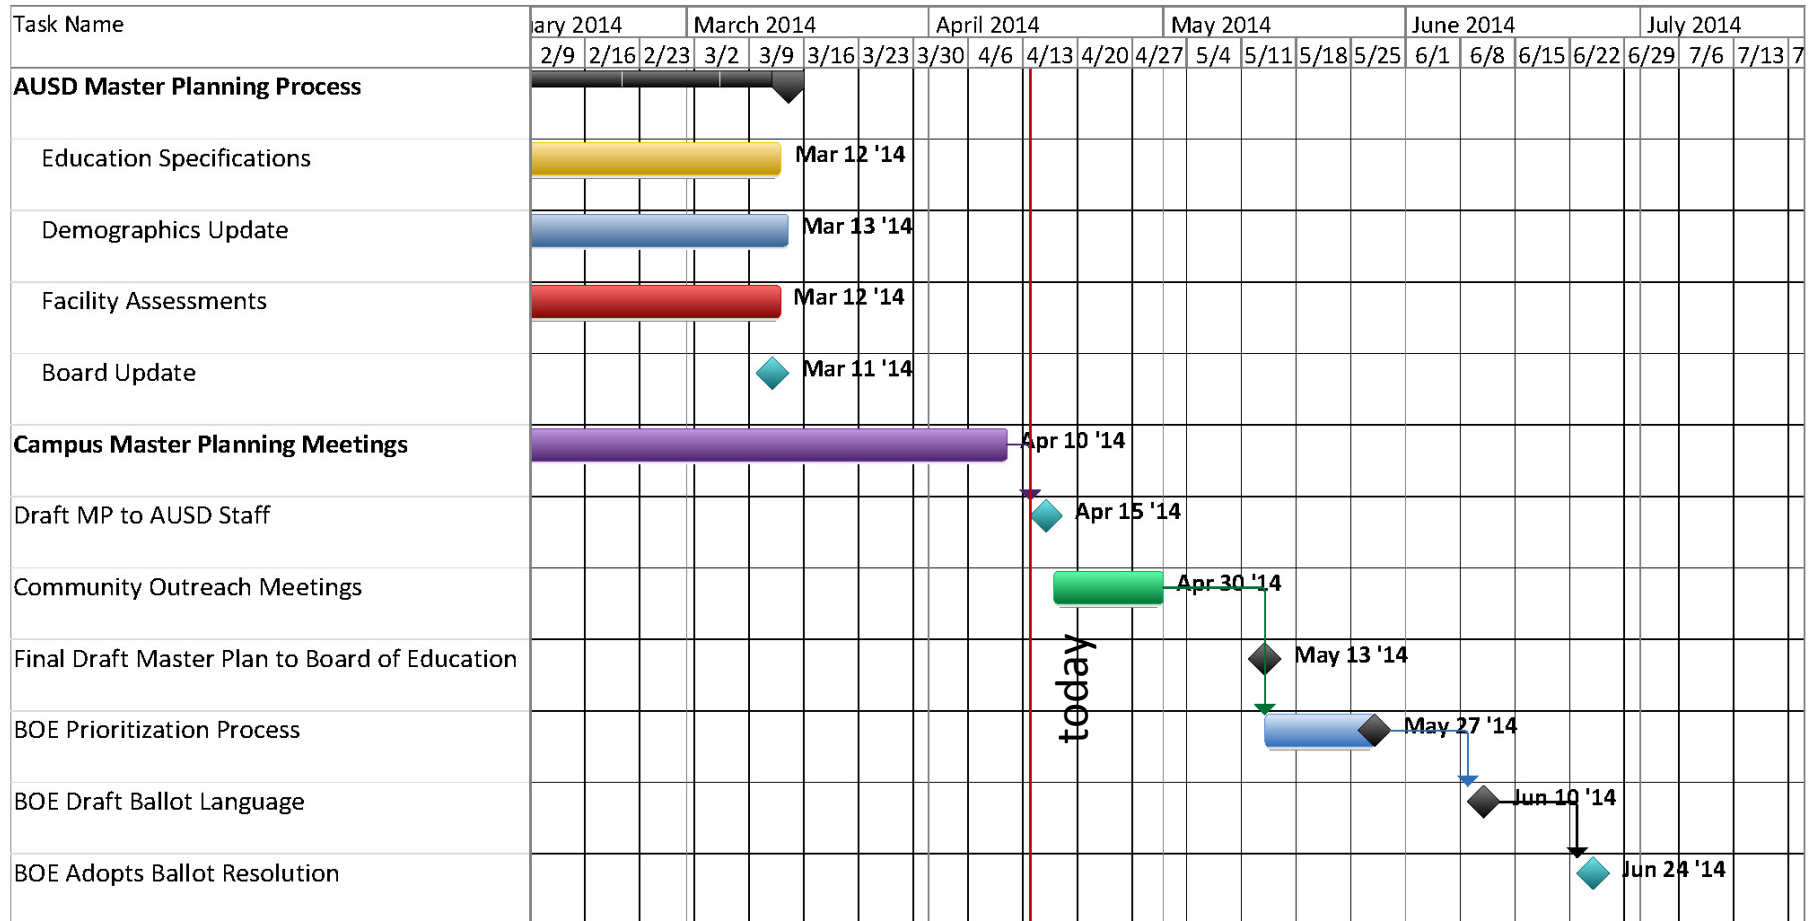 Task Name
uary 2014 March 2014 April 2014 May 2014 June 2014 July 2014
2/9 2/16 2/23 3/2 3/9 3/16 3/23 3/30 4/6 4/13 4/20 4/27 5/4 5/11 5/18 5/25 6/1 6/8 6/15 6/22 6/29 7/6 7/13 7
AUSD Master Planning Process
Education Specifications Mar 12 '14
Demographics Update Mar 13 '14
Facility Assessments Mar 12 '14
Board Update Mar 11 '14
Campus Master Planning Meetings Apr 10 '14
Draft MP to AUSD Staff Apr 15 '14
Community Outreach Meetings Apr 30 '14
today
Final Draft Master Plan to Board of Education May 13 '14
BOE Prioritization Process May 27 '14
BOE Draft Ballot Language Jun 10 '14
BOE Adopts Ballot Resolution Jun 24 '14